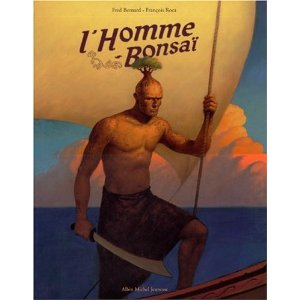 Fred Bernard - François Roca
l'Homme
-Bonsaï
Albin Michel Jeunesse